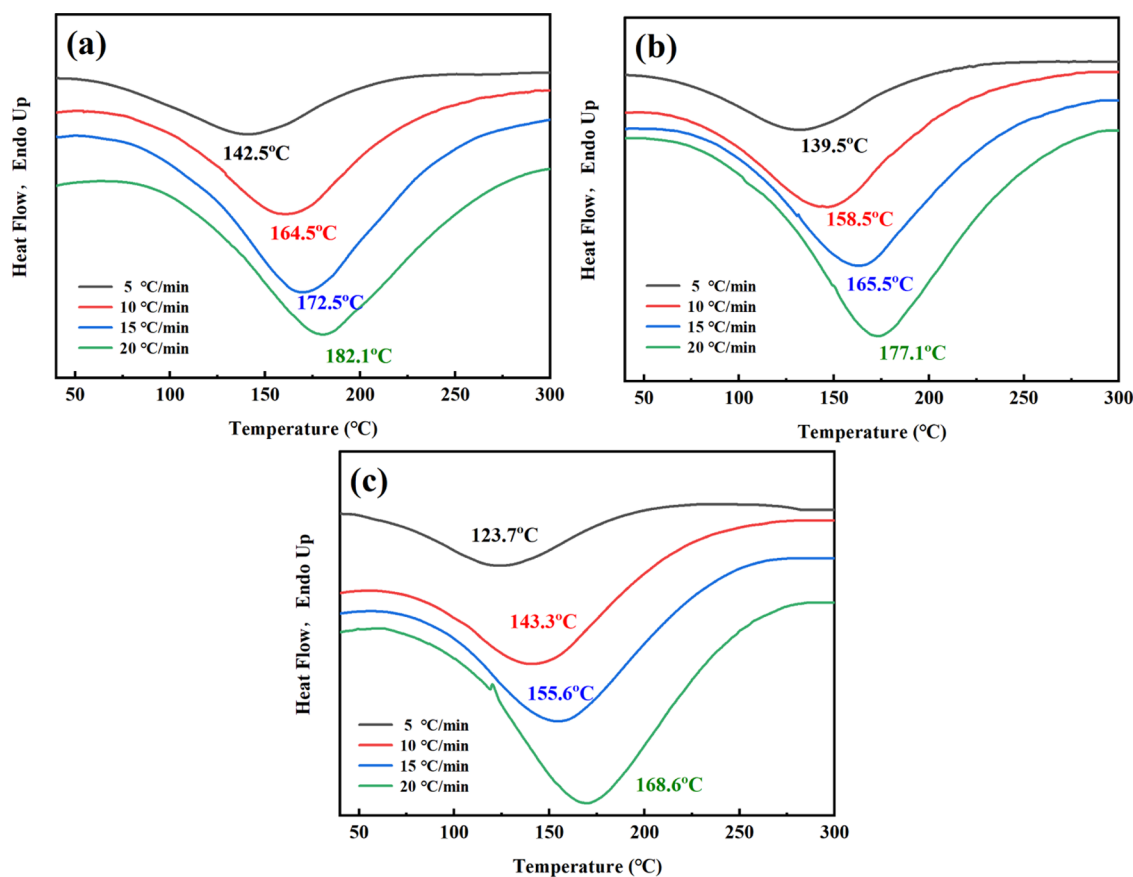 (a)
Heat Flow, Endo Up
142.5°C
164.5°C
172.5°C
182.1°C
5 °C/min
10 °C/min
15 °C/min
20 °C/min
50 100 150 200 250 300
Temperature (°C)
(b)
Heat Flow, Endo Up
139.5°C
158.5°C
165.5°C
177.1°C
5 °C/min
10 °C/min
15 °C/min
20 °C/min
50 100 150 200 250 300
Temperature (°C)
(c)
Heat Flow, Endo Up
123.7°C
143.3°C
155.6°C
168.6°C
5 °C/min
10 °C/min
15 °C/min
20 °C/min
50 100 150 200 250 300
Temperature (°C)